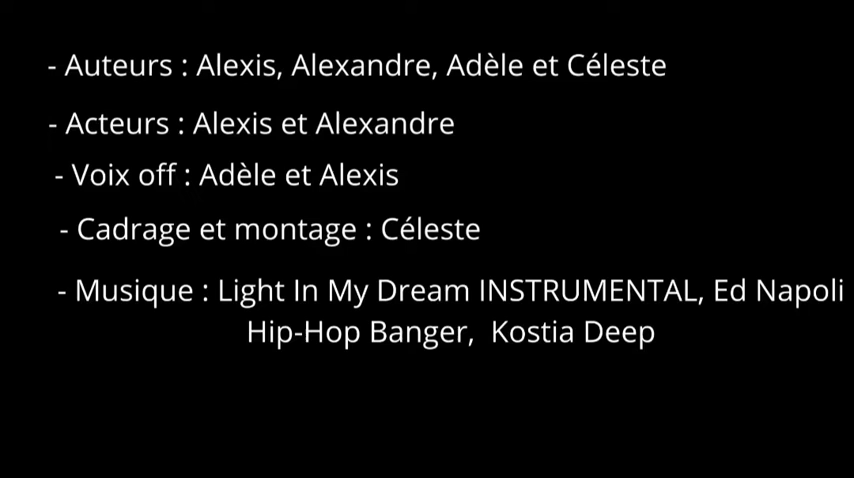 - Auteurs : Alexis, Alexandre, Adèle et Céleste
- Acteurs : Alexis et Alexandre
- Voix off : Adèle et Alexis
- Cadrage et montage : Céleste
- Musique : Light In My Dream INSTRUMENTAL, Ed Napoli
Hip-Hop Banger,  Kostia Deep